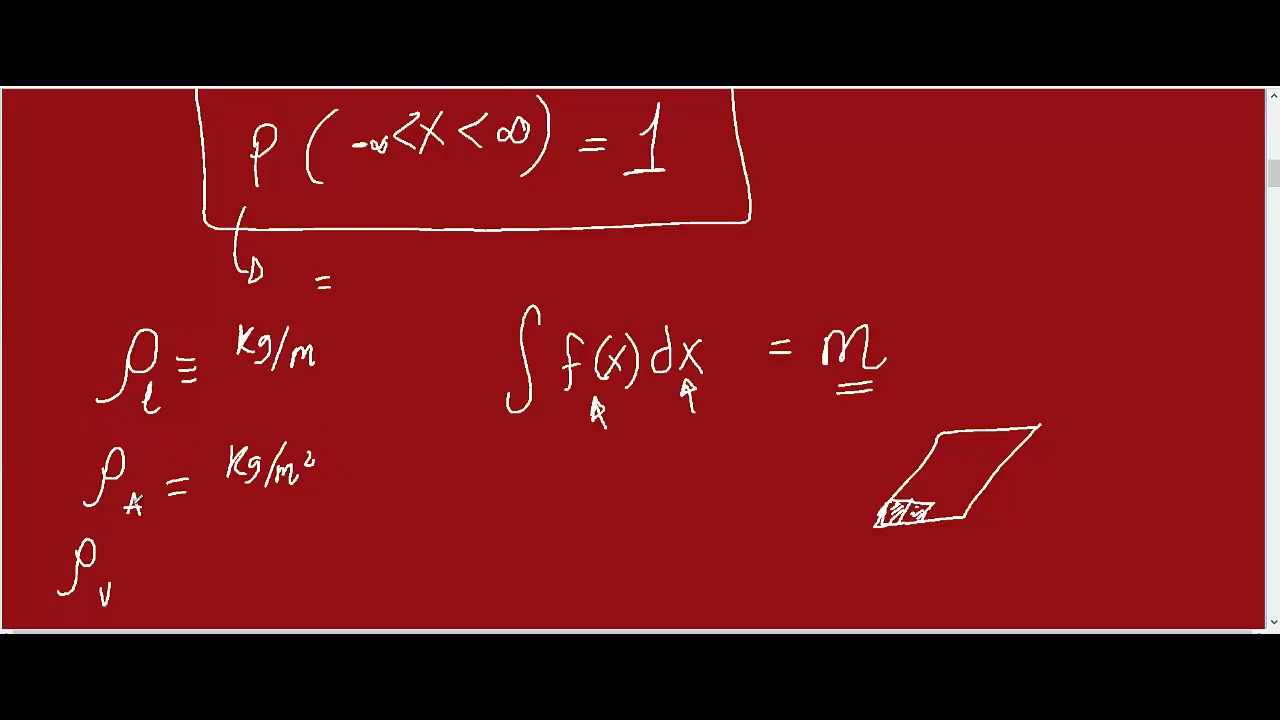 P ( -∞ < X < ∞ ) = 1
=
ρ_l ≡ Kg/m
∫ f(x) dx = m
ρ_A = Kg/m²
ρ_v